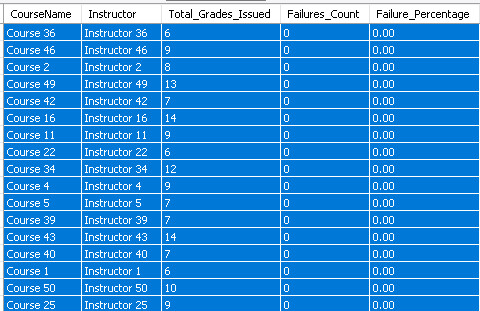 CourseName Instructor Total_Grades_Issued Failures_Count Failure_Percentage
Course 36 Instructor 36 6 0 0.00
Course 46 Instructor 46 9 0 0.00
Course 2 Instructor 2 8 0 0.00
Course 49 Instructor 49 13 0 0.00
Course 42 Instructor 42 7 0 0.00
Course 16 Instructor 16 14 0 0.00
Course 11 Instructor 11 9 0 0.00
Course 22 Instructor 22 6 0 0.00
Course 34 Instructor 34 12 0 0.00
Course 4 Instructor 4 9 0 0.00
Course 5 Instructor 5 7 0 0.00
Course 39 Instructor 39 7 0 0.00
Course 43 Instructor 43 14 0 0.00
Course 40 Instructor 40 7 0 0.00
Course 1 Instructor 1 6 0 0.00
Course 50 Instructor 50 10 0 0.00
Course 25 Instructor 25 9 0 0.00